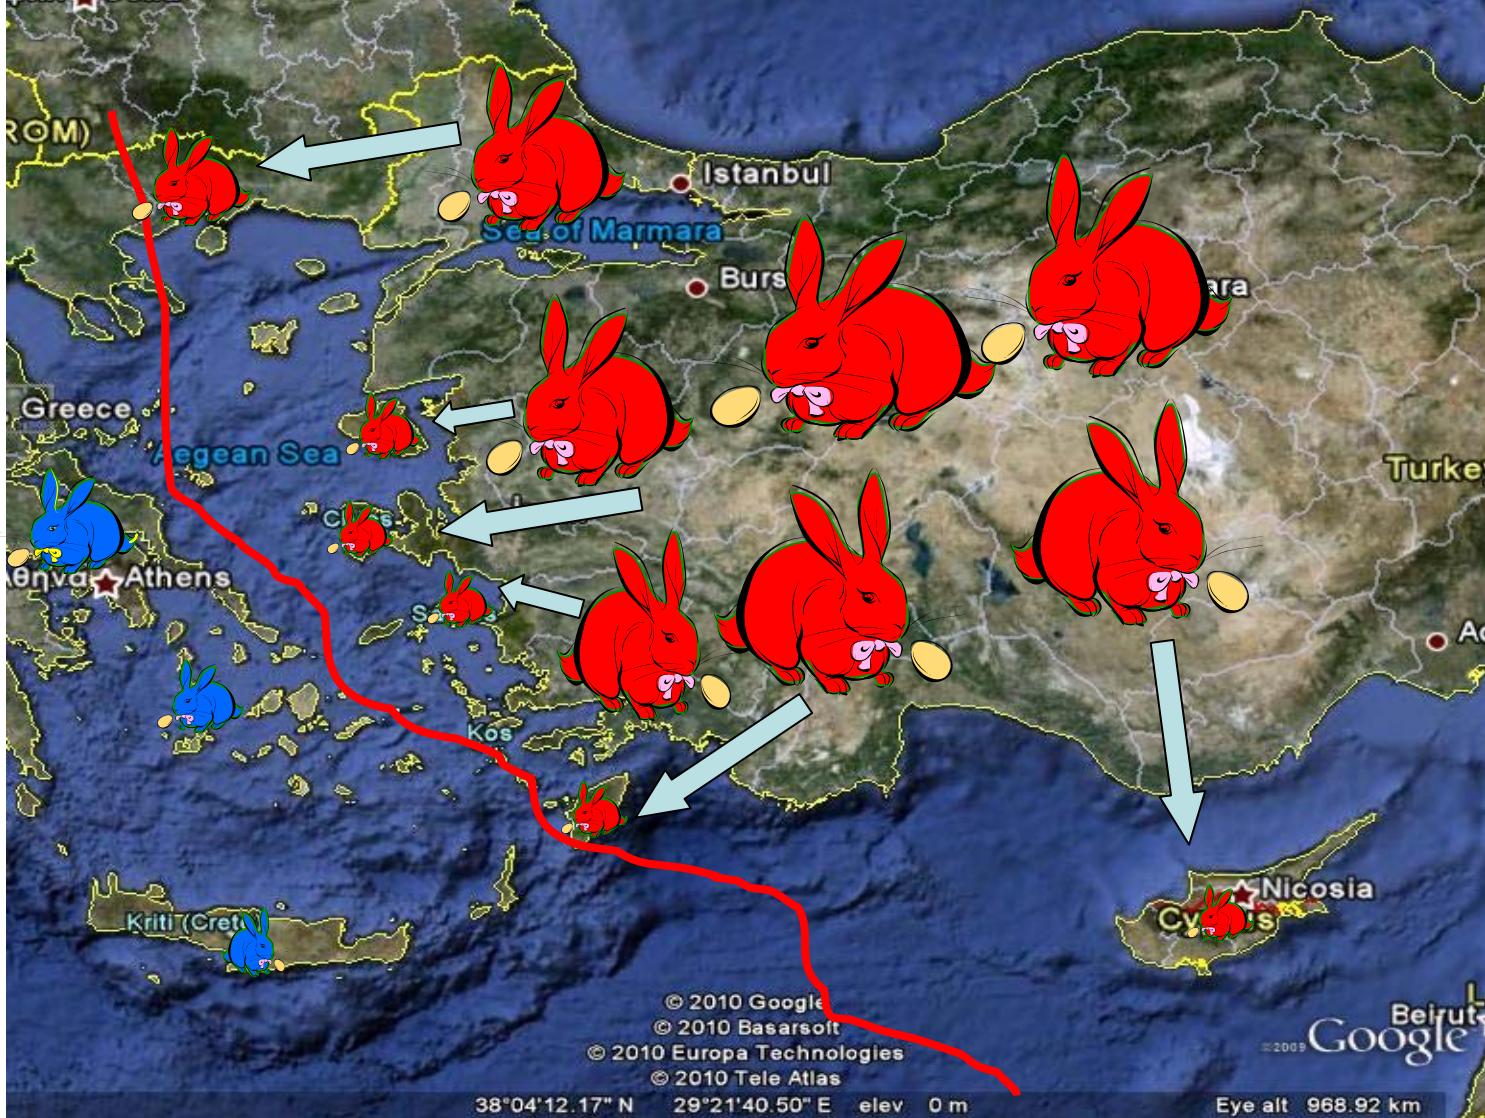 ROM)
Istanbul
Sea of Marmara
Burs
ara
Greece
Aegean Sea
Turke
Αθηνα
Athens
Kos
Nicosia
Kriti (Cret
© 2010 Google
© 2010 Basarsoft
© 2010 Europa Technologies
© 2010 Tele Atlas
Beirut
©2009 Google
38°04'12.17" N 29°21'40.50" E elev 0 m
Eye alt 968.92 km